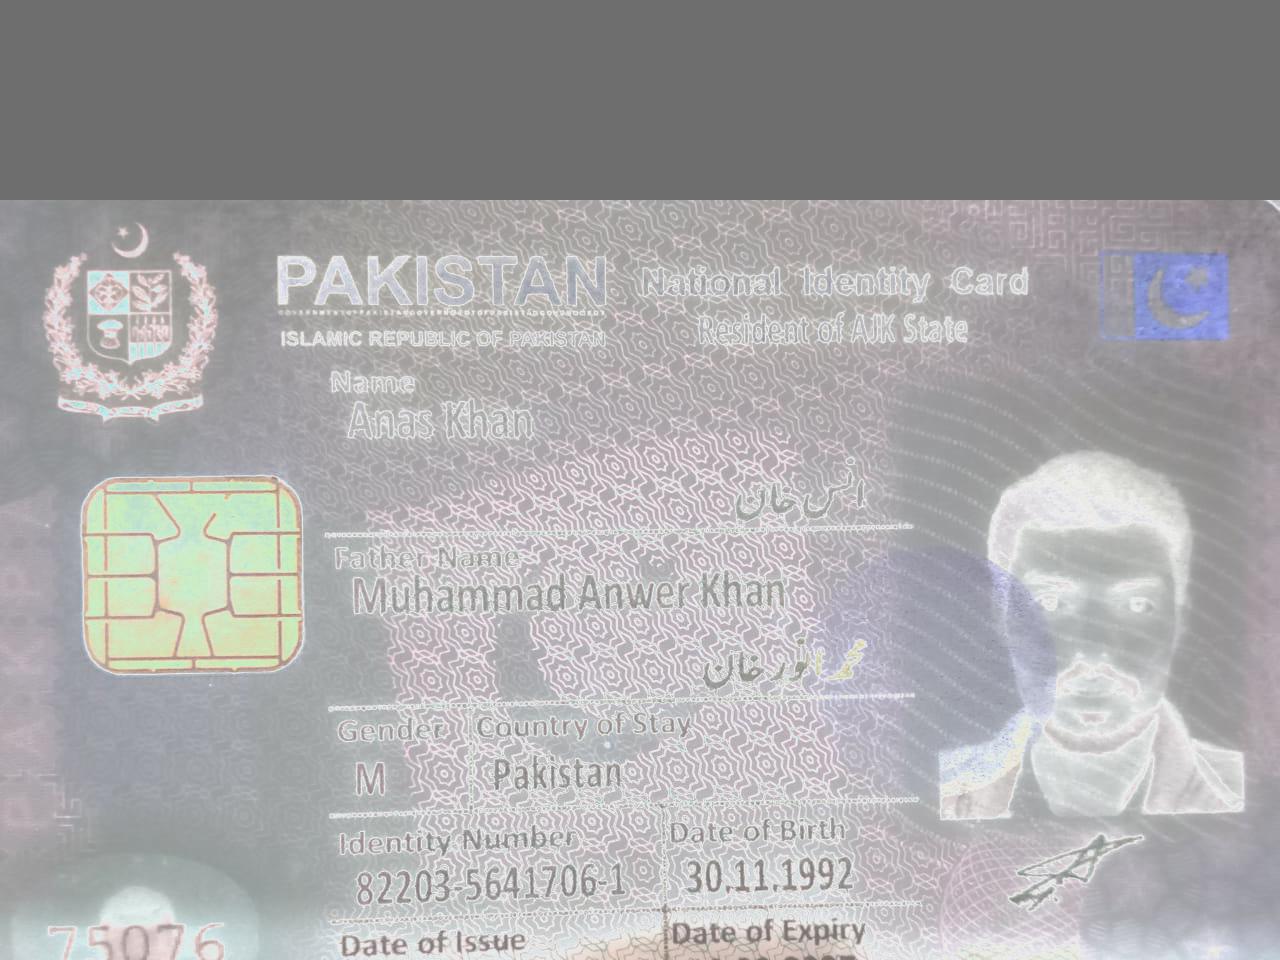 PAKISTAN National Identity Card
ISLAMIC REPUBLIC OF PAKISTAN Resident of AJK State
Name
Anas Khan
انس خان
Father Name
Muhammad Anwer Khan
محمد انور خان
Gender Country of Stay
M Pakistan
Identity Number Date of Birth
82203-5641706-1 30.11.1992
Date of Issue Date of Expiry
75076